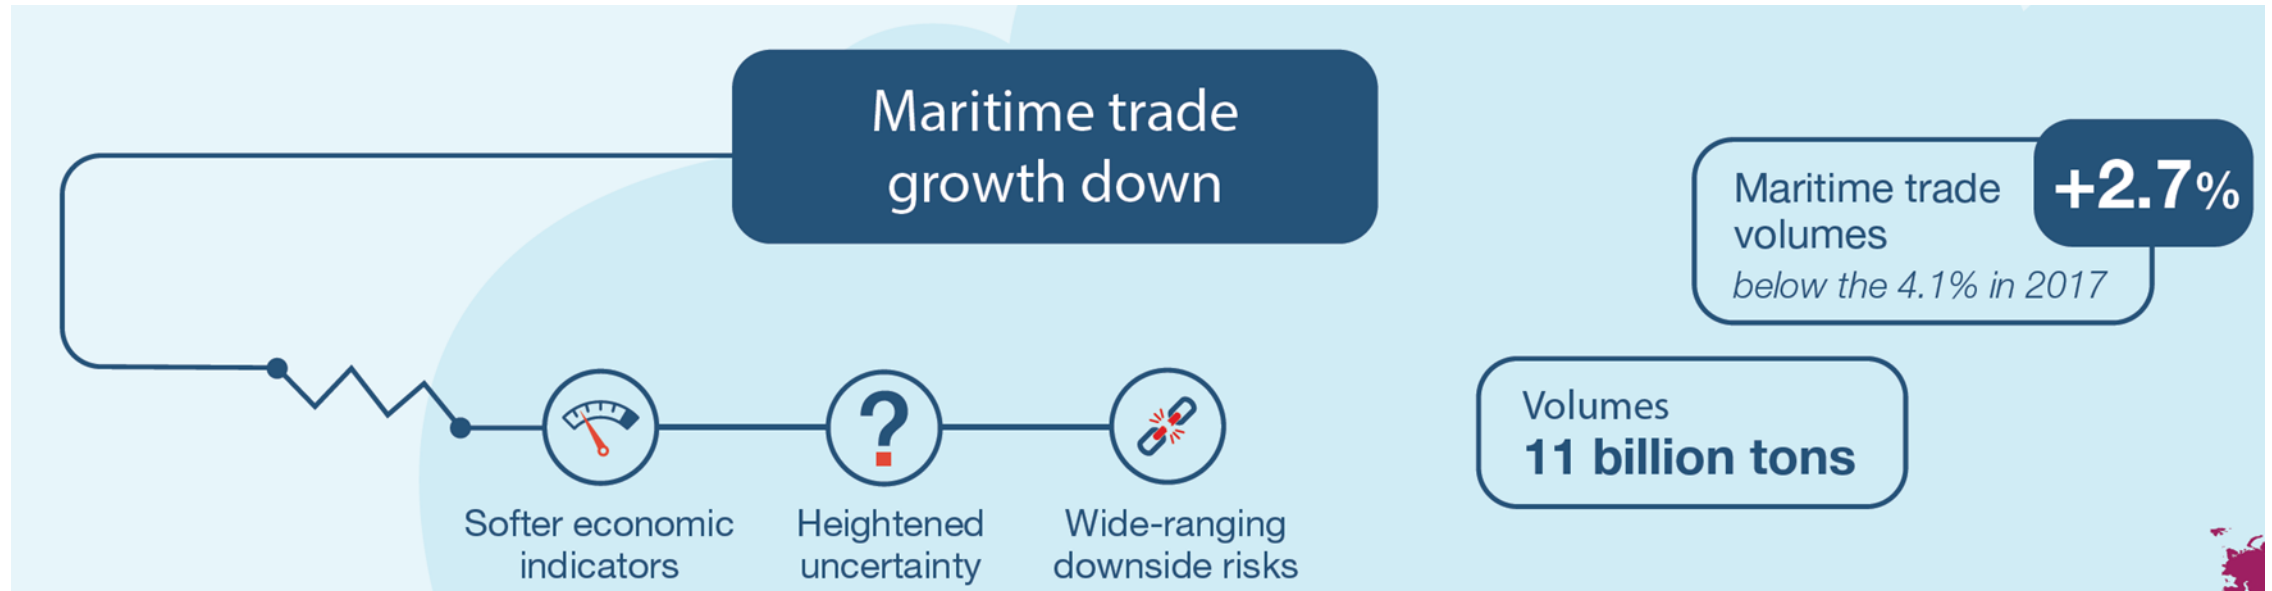 Maritime trade
growth down
Maritime trade
volumes
+2.7%
below the 4.1% in 2017
Volumes
11 billion tons
?
Softer economic
indicators
Heightened
uncertainty
Wide-ranging
downside risks